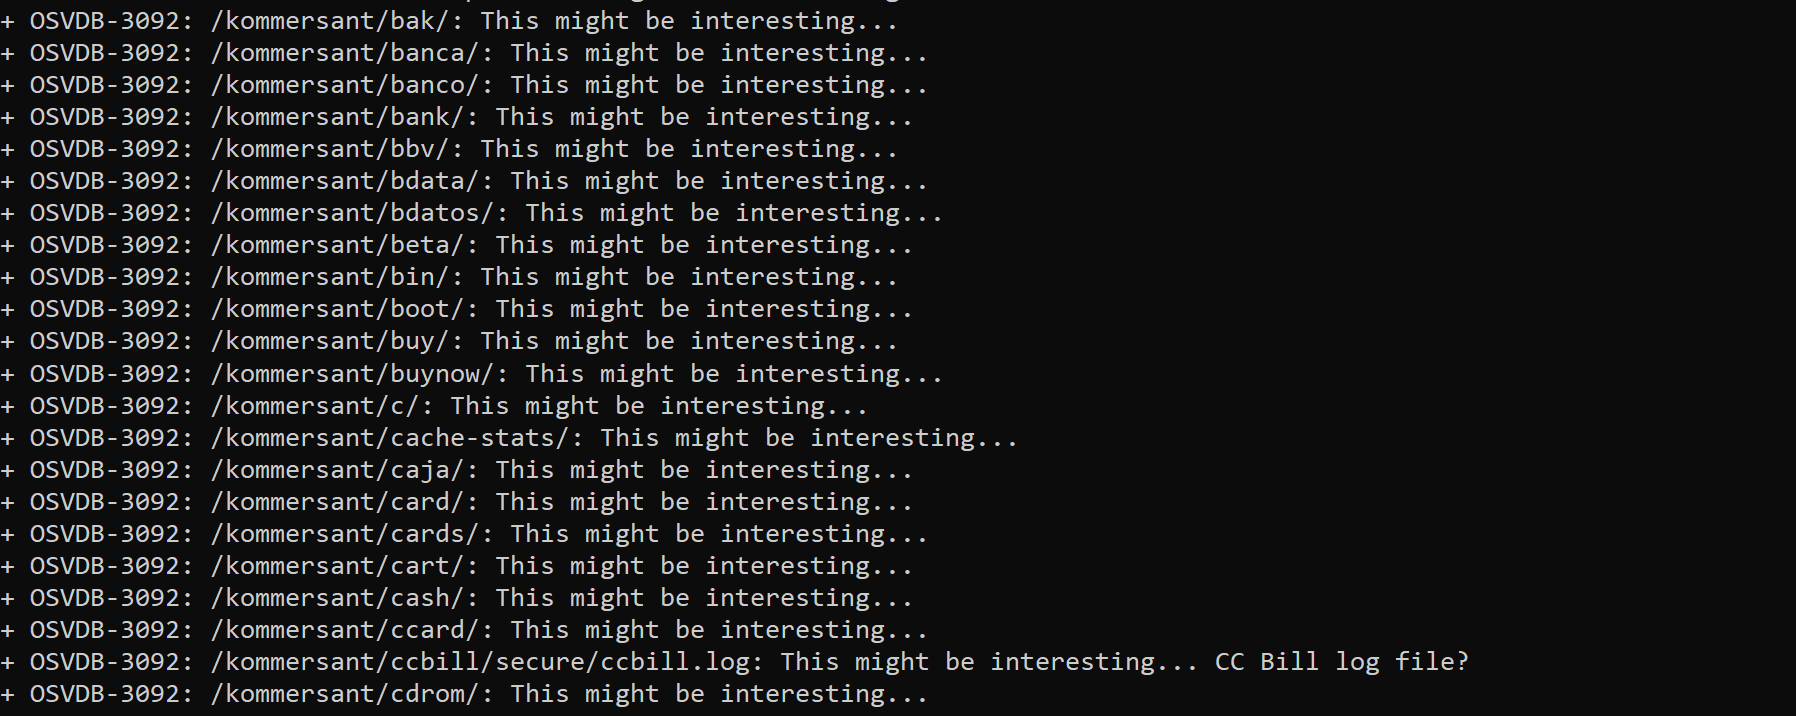 + OSVDB-3092: /kommersant/bak/: This might be interesting...
+ OSVDB-3092: /kommersant/banca/: This might be interesting...
+ OSVDB-3092: /kommersant/banco/: This might be interesting...
+ OSVDB-3092: /kommersant/bank/: This might be interesting...
+ OSVDB-3092: /kommersant/bbv/: This might be interesting...
+ OSVDB-3092: /kommersant/bdata/: This might be interesting...
+ OSVDB-3092: /kommersant/bdatos/: This might be interesting...
+ OSVDB-3092: /kommersant/beta/: This might be interesting...
+ OSVDB-3092: /kommersant/bin/: This might be interesting...
+ OSVDB-3092: /kommersant/boot/: This might be interesting...
+ OSVDB-3092: /kommersant/buy/: This might be interesting...
+ OSVDB-3092: /kommersant/buynow/: This might be interesting...
+ OSVDB-3092: /kommersant/c/: This might be interesting...
+ OSVDB-3092: /kommersant/cache-stats/: This might be interesting...
+ OSVDB-3092: /kommersant/caja/: This might be interesting...
+ OSVDB-3092: /kommersant/card/: This might be interesting...
+ OSVDB-3092: /kommersant/cards/: This might be interesting...
+ OSVDB-3092: /kommersant/cart/: This might be interesting...
+ OSVDB-3092: /kommersant/cash/: This might be interesting...
+ OSVDB-3092: /kommersant/ccard/: This might be interesting...
+ OSVDB-3092: /kommersant/ccbill/secure/ccbill.log: This might be interesting... CC Bill log file?
+ OSVDB-3092: /kommersant/cdrom/: This might be interesting...